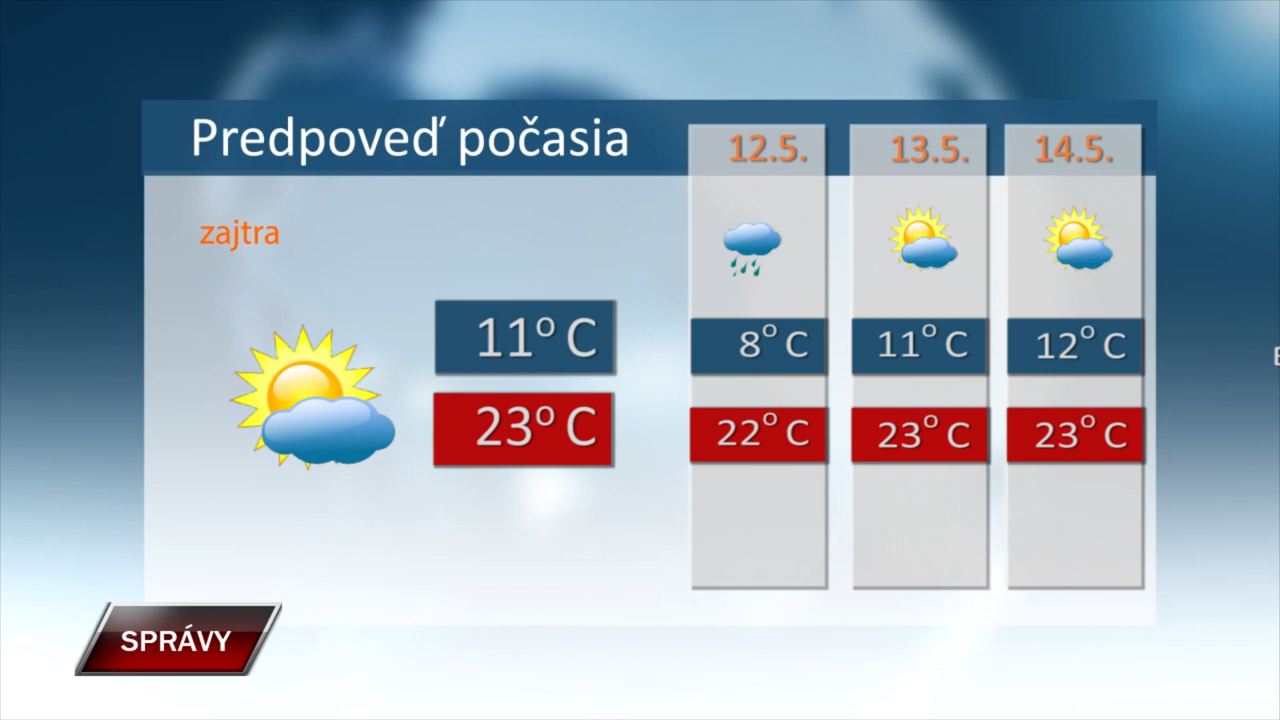 Predpoveď počasia
zajtra
11° C
23° C
12.5.
8° C
22° C
13.5.
11° C
23° C
14.5.
12° C
23° C
SPRÁVY